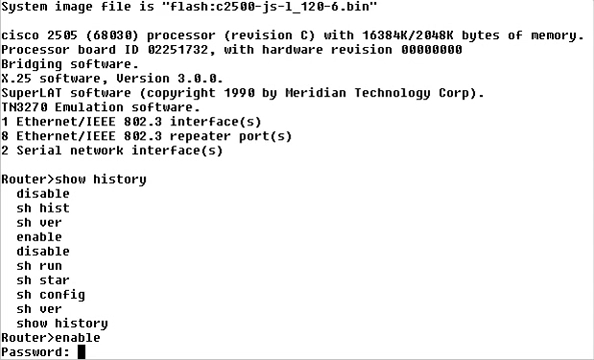 System image file is "flash:c2500-js-l_120-6.bin"
cisco 2505 (68030) processor (revision C) with 16384K/2048K bytes of memory.
Processor board ID 02251732, with hardware revision 00000000
Bridging software.
X.25 software, Version 3.0.0.
SuperLAT software (copyright 1990 by Meridian Technology Corp).
TN3270 Emulation software.
1 Ethernet/IEEE 802.3 interface(s)
8 Ethernet/IEEE 802.3 repeater port(s)
2 Serial network interface(s)
Router>show history
disable
sh hist
sh ver
enable
disable
sh run
sh star
sh config
sh ver
show history
Router>enable
Password: